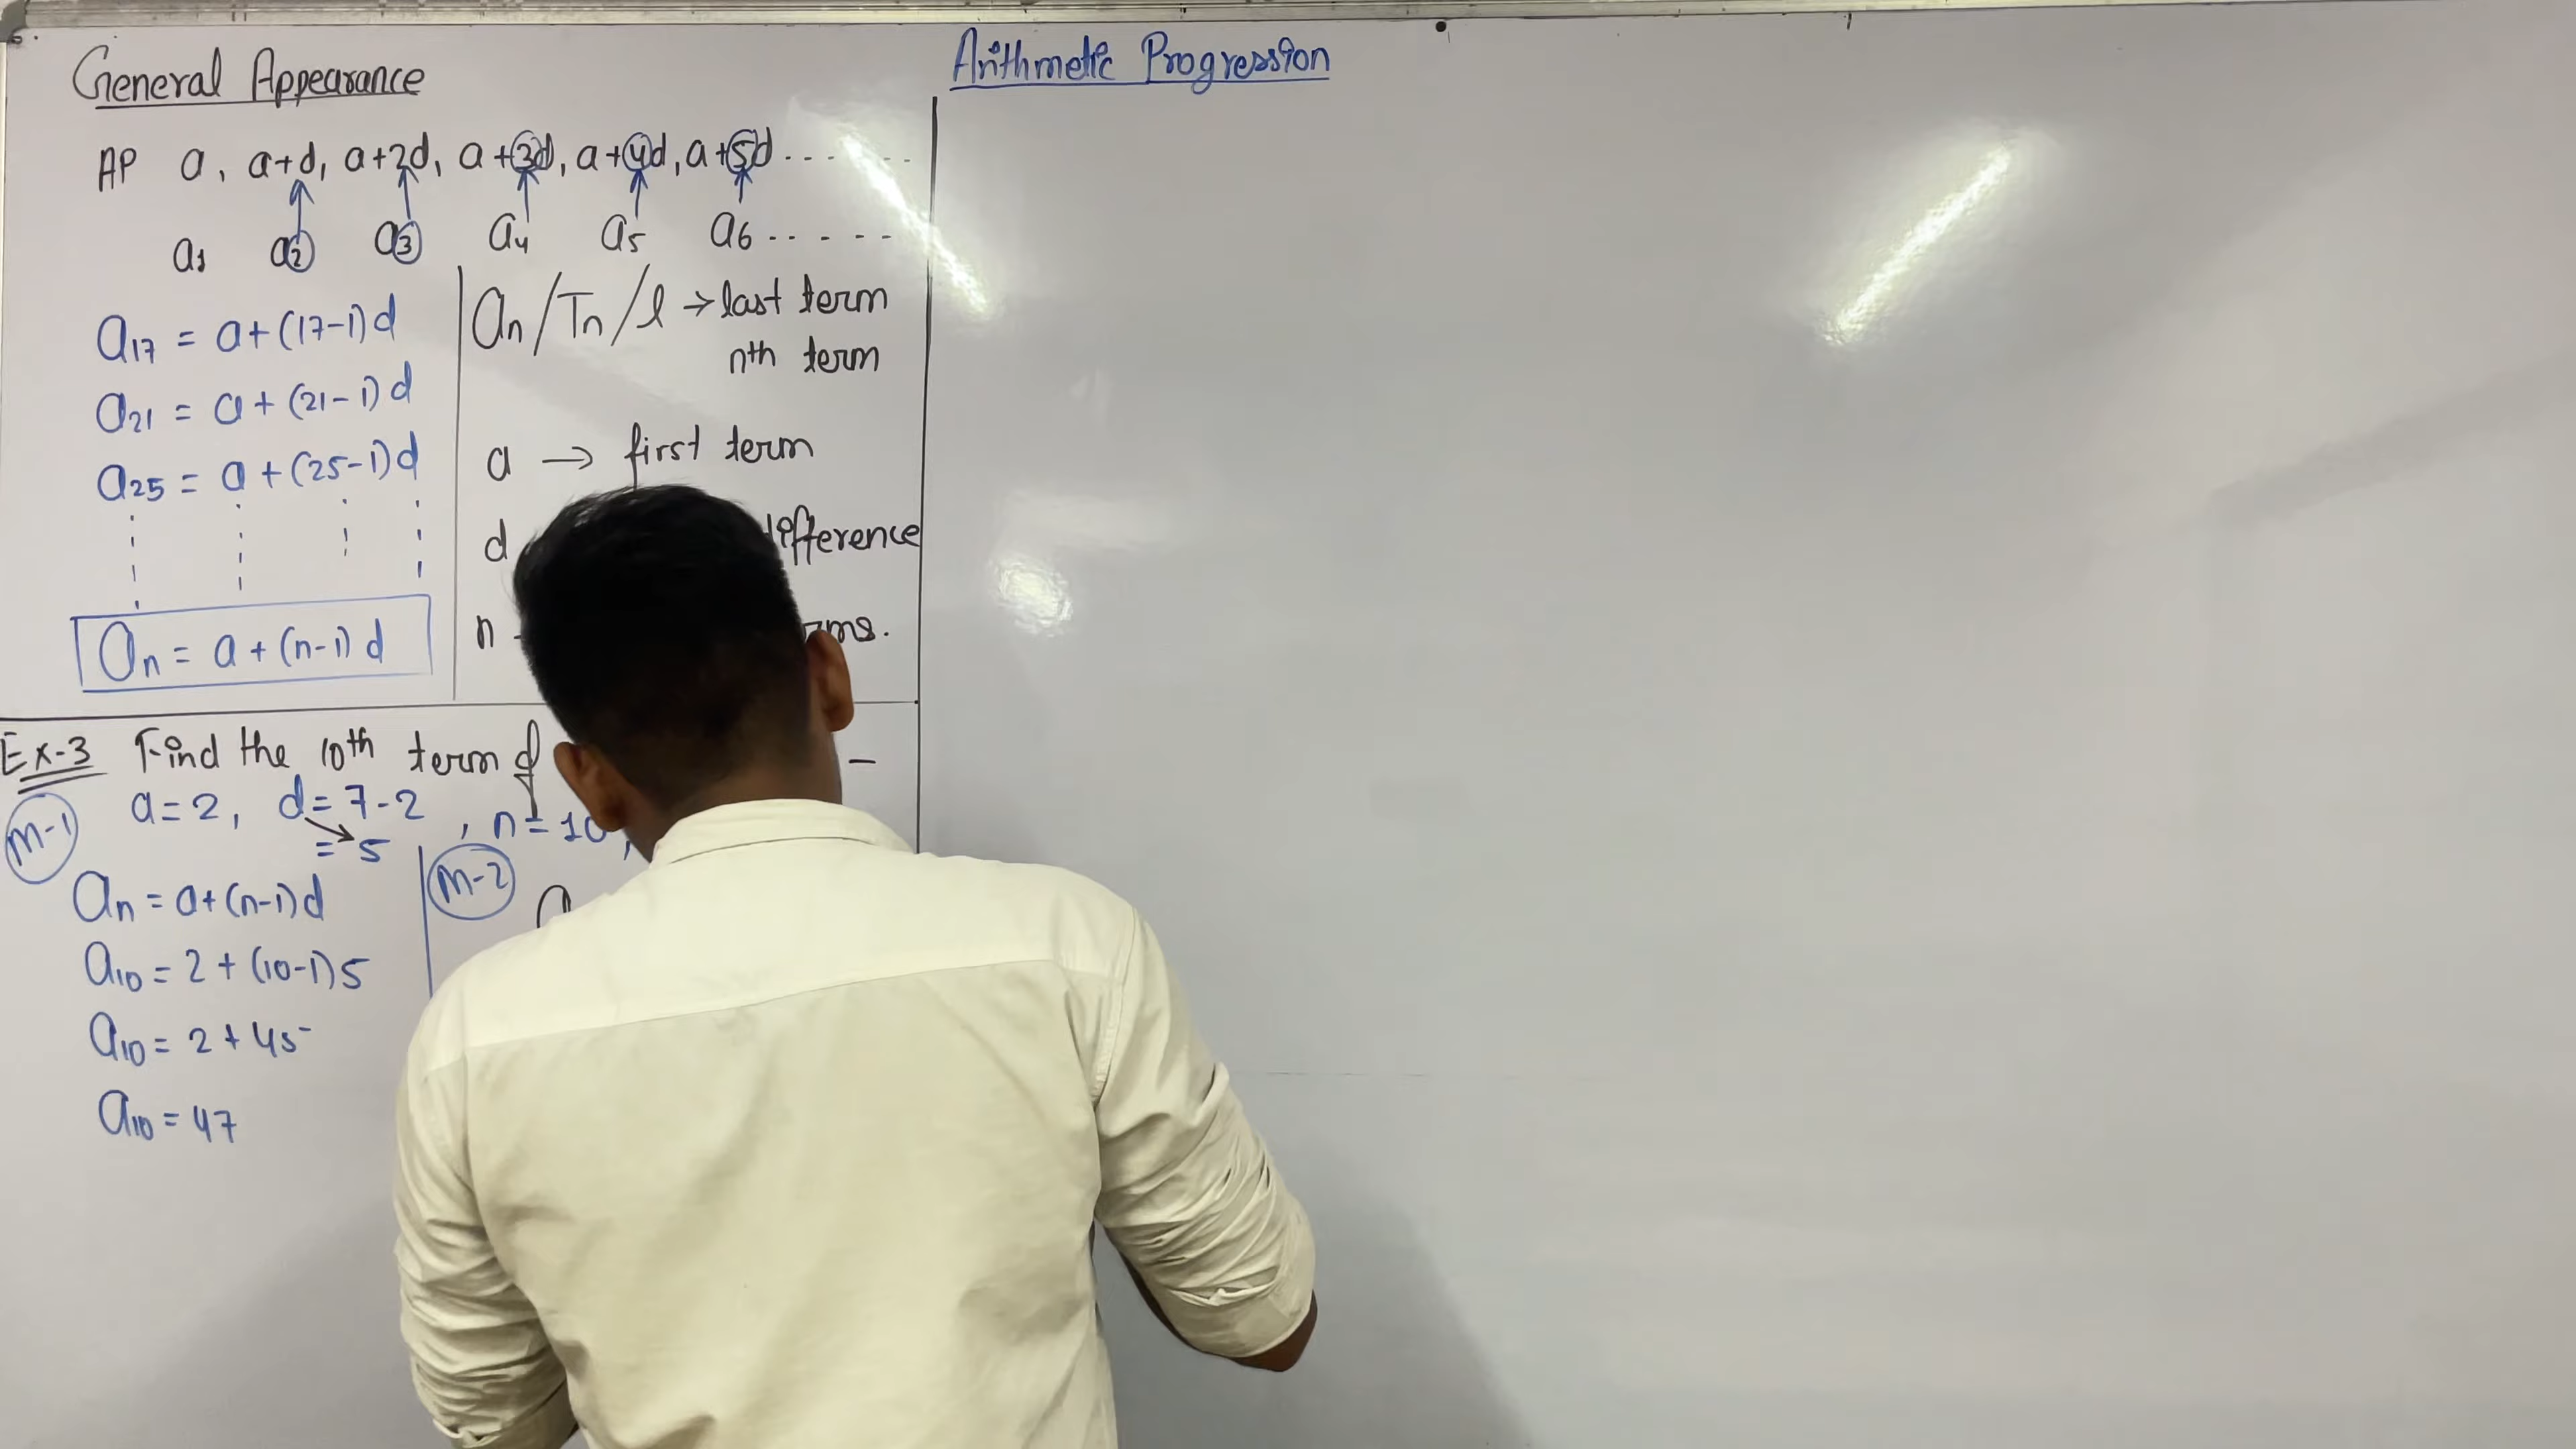 General Appearance
Arithmetic Progression
AP a, a+d, a+2d, a+3d, a+4d, a+5d ......
a1 a2 a3 a4 a5 a6 .....
a17 = a+(17-1)d
a21 = a+(21-1)d
a25 = a+(25-1)d
an = a+(n-1)d
an/Tn/l → last term
nth term
a → first term
d difference
n
Ex-3 Find the 10th term of
m-1 a=2, d=7-2, n=10,
= 5
an = a+(n-1)d
a10 = 2+(10-1)5
a10 = 2+45
a10 = 47
m-2
a